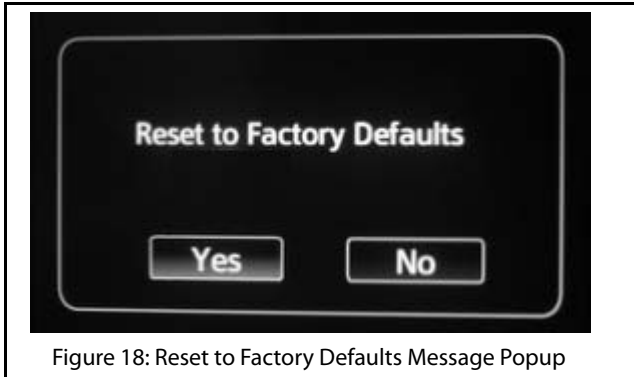 Reset to Factory Defaults
Yes No
Figure 18: Reset to Factory Defaults Message Popup